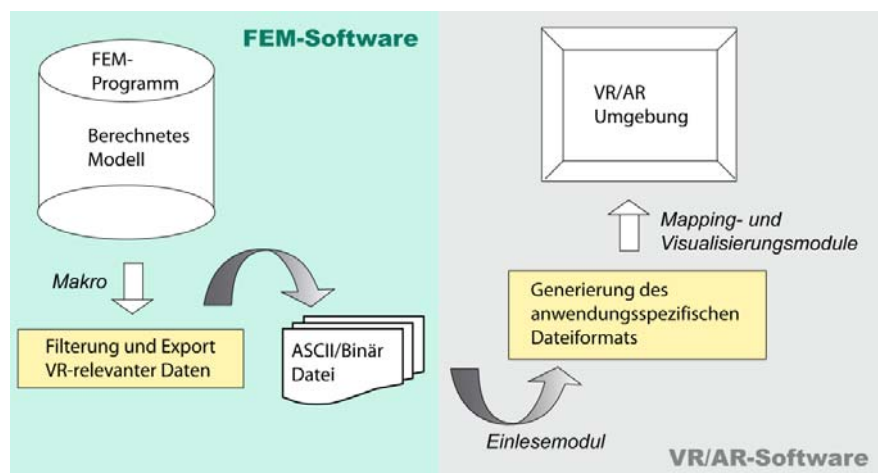 FEM-Software
FEM-
Programm
Berechnetes
Modell
Makro
Filterung und Export
VR-relevanter Daten
ASCII/Binär
Datei
VR/AR
Umgebung
Mapping- und
Visualisierungsmodule
Generierung des
anwendungsspezifischen
Dateiformats
Einlesemodul
VR/AR-Software